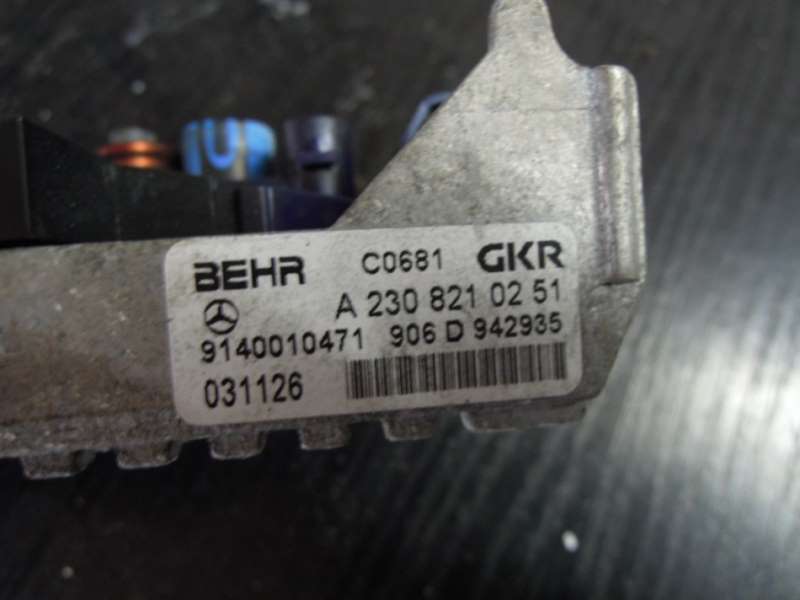 BEHR C0681 GKR
A 230 821 02 51
9140010471 906 D 942935
031126